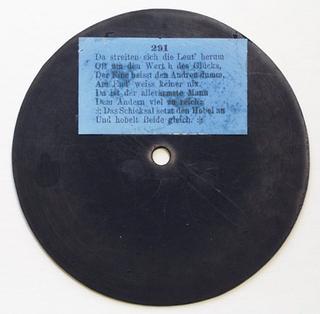 291
Da streiten sich die Leut' herum
Oft um den Werth des Glücks,
Der Eine heisst den Andren dumm,
Am End' weiss keiner nix.
Da ist der allerärmste Mann
Dem Andern viel zu reich:
:,: Das Schicksal setzt den Hobel an
Und hobelt Beide gleich. :,: